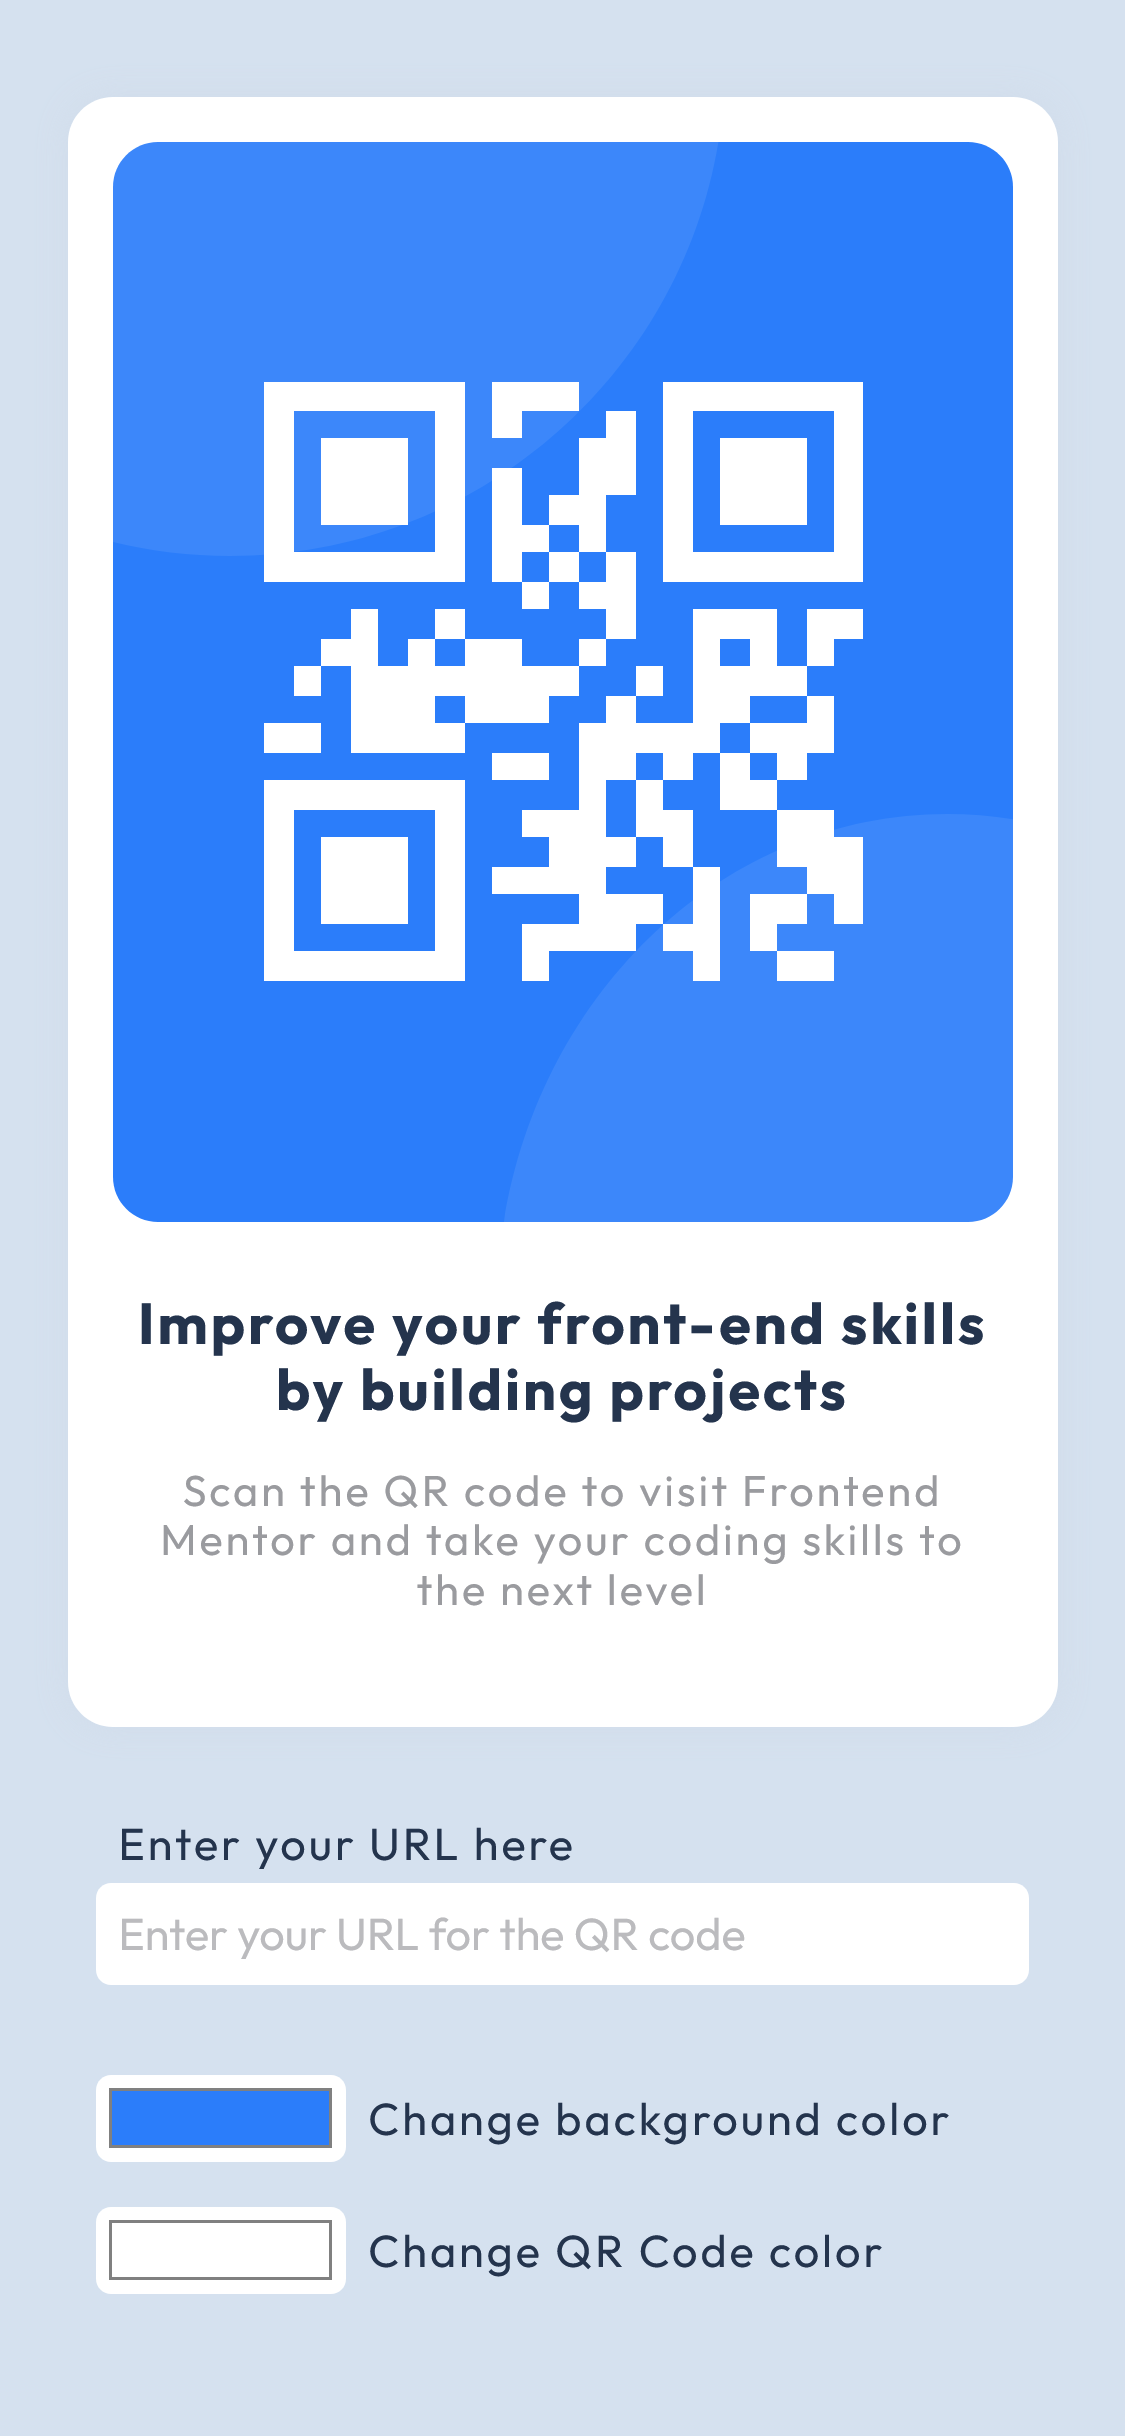 Improve your front-end skills
by building projects
Scan the QR code to visit Frontend
Mentor and take your coding skills to
the next level
Enter your URL here
Enter your URL for the QR code
Change background color
Change QR Code color